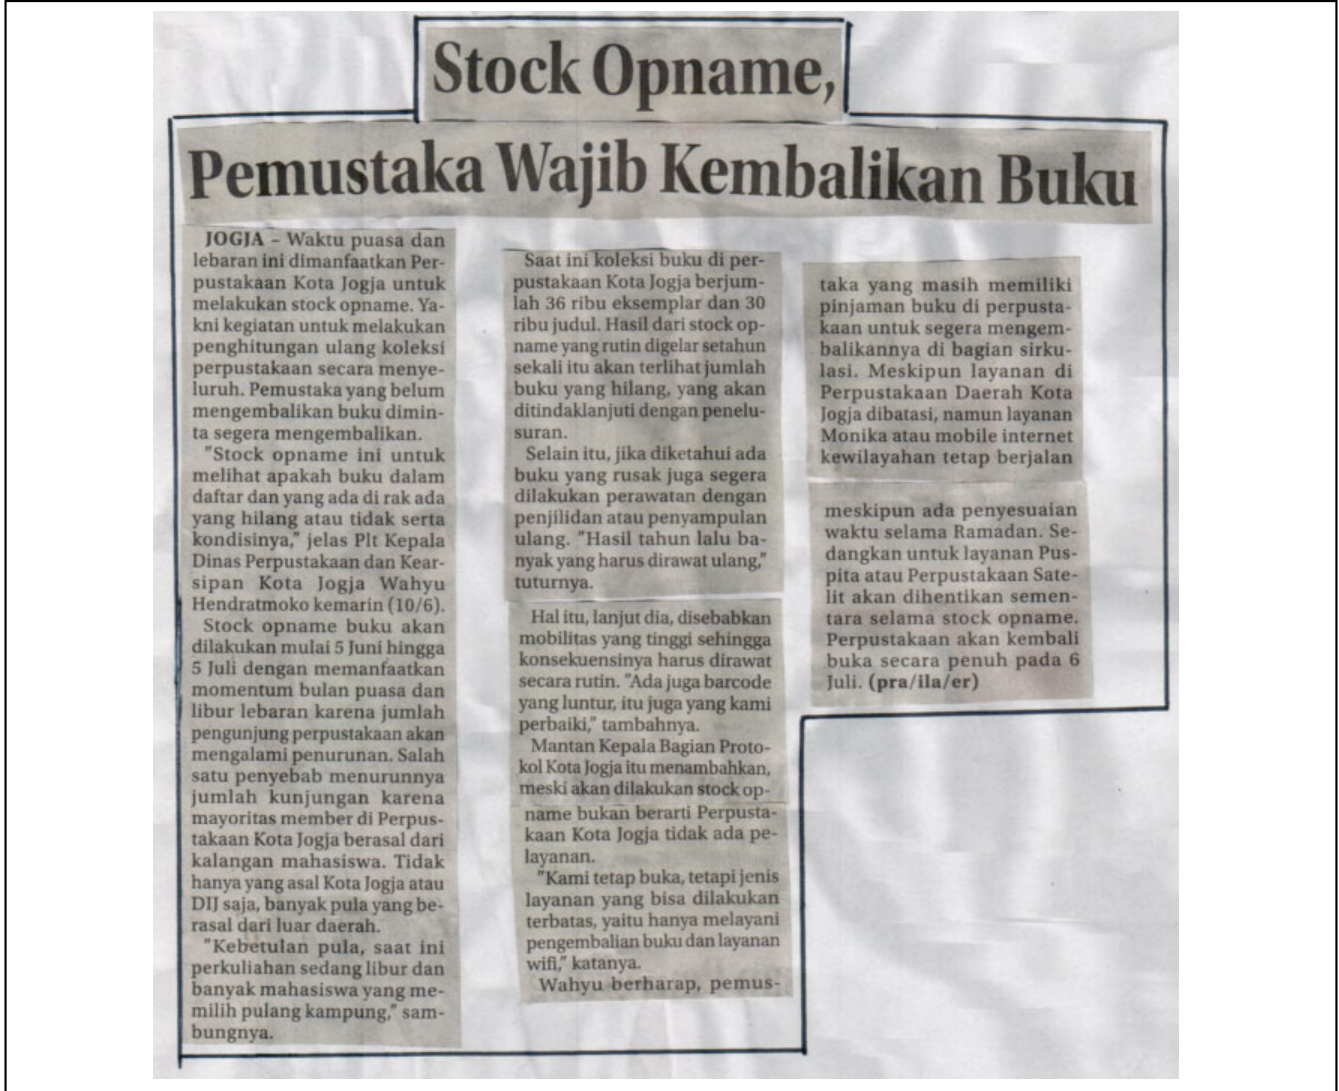 Stock Opname,
Pemustaka Wajib Kembalikan Buku
JOGJA – Waktu puasa dan
lebaran ini dimanfaatkan Per-
pustakaan Kota Jogja untuk
melakukan stock opname. Ya-
kni kegiatan untuk melakukan
penghitungan ulang koleksi
perpustakaan secara menye-
luruh. Pemustaka yang belum
mengembalikan buku dimin-
ta segera mengembalikan.
"Stock opname ini untuk
melihat apakah buku dalam
daftar dan yang ada di rak ada
yang hilang atau tidak serta
kondisinya," jelas Plt Kepala
Dinas Perpustakaan dan Kear-
sipan Kota Jogja Wahyu
Hendratmoko kemarin (10/6).
Stock opname buku akan
dilakukan mulai 5 Juni hingga
5 Juli dengan memanfaatkan
momentum bulan puasa dan
libur lebaran karena jumlah
pengunjung perpustakaan akan
mengalami penurunan. Salah
satu penyebab menurunnya
jumlah kunjungan karena
mayoritas member di Perpus-
takaan Kota Jogja berasal dari
kalangan mahasiswa. Tidak
hanya yang asal Kota Jogja atau
DIJ saja, banyak pula yang be-
rasal dari luar daerah.
"Kebetulan pula, saat ini
perkuliahan sedang libur dan
banyak mahasiswa yang me-
milih pulang kampung," sam-
bungnya.
Saat ini koleksi buku di per-
pustakaan Kota Jogja berjum-
lah 36 ribu eksemplar dan 30
ribu judul. Hasil dari stock op-
name yang rutin digelar setahun
sekali itu akan terlihat jumlah
buku yang hilang, yang akan
ditindaklanjuti dengan penelu-
suran.
Selain itu, jika diketahui ada
buku yang rusak juga segera
dilakukan perawatan dengan
penjilidan atau penyampulan
ulang. "Hasil tahun lalu ba-
nyak yang harus dirawat ulang,"
tuturnya.
Hal itu, lanjut dia, disebabkan
mobilitas yang tinggi sehingga
konsekuensinya harus dirawat
secara rutin. "Ada juga barcode
yang luntur, itu juga yang kami
perbaiki," tambahnya.
Mantan Kepala Bagian Proto-
kol Kota Jogja itu menambahkan,
meski akan dilakukan stock op-
name bukan berarti Perpusta-
kaan Kota Jogja tidak ada pe-
layanan.
"Kami tetap buka, tetapi jenis
layanan yang bisa dilakukan
terbatas, yaitu hanya melayani
pengembalian buku dan layanan
wifi," katanya.
Wahyu berharap, pemus-
taka yang masih memiliki
pinjaman buku di perpusta-
kaan untuk segera mengem-
balikannya di bagian sirku-
lasi. Meskipun layanan di
Perpustakaan Daerah Kota
Jogja dibatasi, namun layanan
Monika atau mobile internet
kewilayahan tetap berjalan
meskipun ada penyesuaian
waktu selama Ramadan. Se-
dangkan untuk layanan Pus-
pita atau Perpustakaan Sate-
lit akan dihentikan semen-
tara selama stock opname.
Perpustakaan akan kembali
buka secara penuh pada 6
Juli. (pra/ila/er)